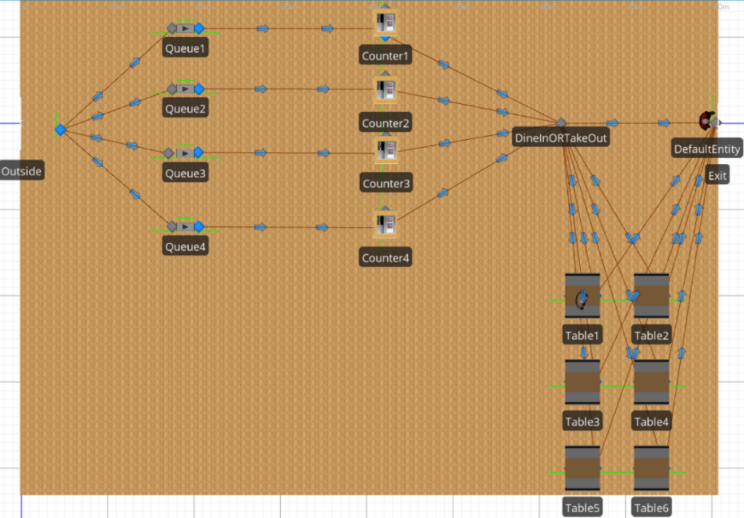 Queue1
Counter1
Queue2
Counter2
DineInORTakeOut
DefaultEntity
Outside
Queue3
Counter3
Exit
Queue4
Counter4
Table1
Table2
Table3
Table4
Table5
Table6